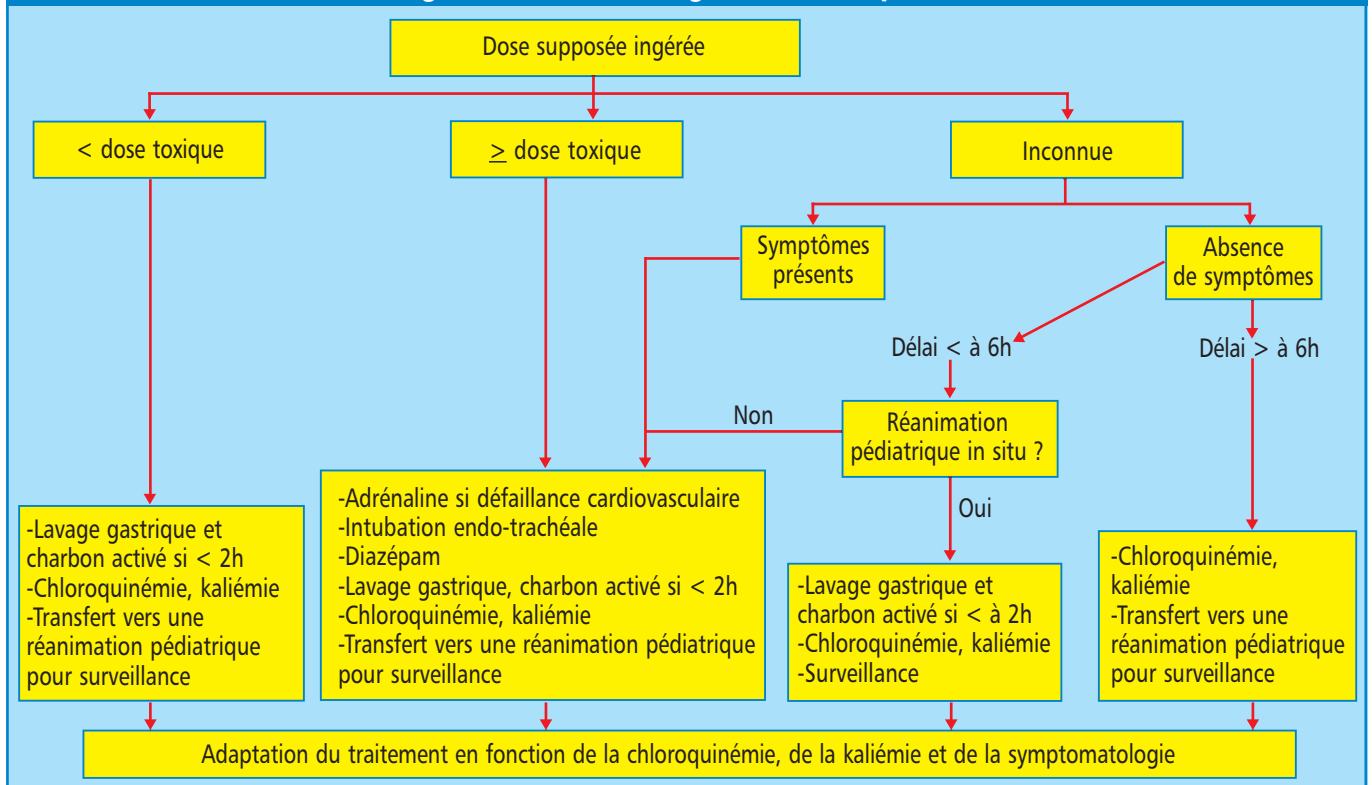 Dose supposée ingérée
< dose toxique
≥ dose toxique
Inconnue
Symptômes
présents
Absence
de symptômes
Délai < à 6h
Délai > à 6h
Non
Réanimation
pédiatrique in situ ?
Oui
-Lavage gastrique et
charbon activé si < 2h
-Chloroquinémie, kaliémie
-Transfert vers une
réanimation pédiatrique
pour surveillance
-Adrénaline si défaillance cardiovasculaire
-Intubation endo-trachéale
-Diazépam
-Lavage gastrique, charbon activé si < 2h
-Chloroquinémie, kaliémie
-Transfert vers une réanimation pédiatrique
pour surveillance
-Lavage gastrique et
charbon activé si < à 2h
-Chloroquinémie, kaliémie
-Surveillance
-Chloroquinémie,
kaliémie
-Transfert vers une
réanimation pédiatrique
pour surveillance
Adaptation du traitement en fonction de la chloroquinémie, de la kaliémie et de la symptomatologie